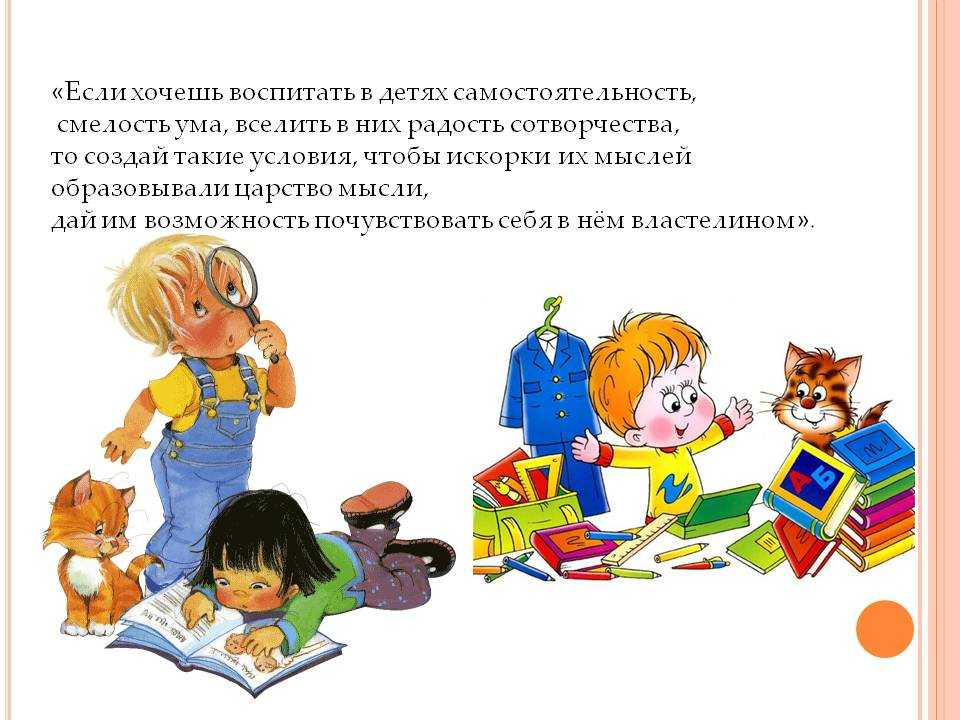 «Если хочешь воспитать в детях самостоятельность,
смелость ума, вселить в них радость сотворчества,
то создай такие условия, чтобы искорки их мыслей
образовывали царство мысли,
дай им возможность почувствовать себя в нём властелином».
А Б